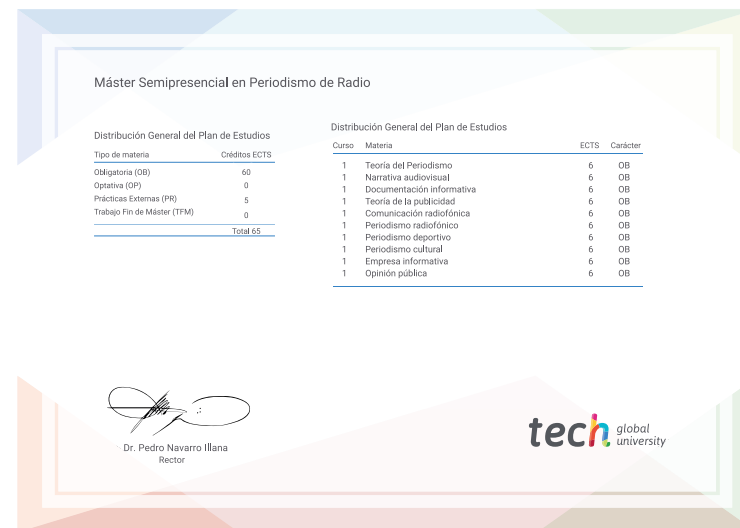 Máster Semipresencial en Periodismo de Radio
Distribución General del Plan de Estudios
Tipo de materia Créditos ECTS
Obligatoria (OB) 60
Optativa (OP) 0
Prácticas Externas (PR) 5
Trabajo Fin de Máster (TFM) 0
Total 65
Distribución General del Plan de Estudios
Curso Materia ECTS Carácter
1 Teoría del Periodismo 6 OB
1 Narrativa audiovisual 6 OB
1 Documentación informativa 6 OB
1 Teoría de la publicidad 6 OB
1 Comunicación radiofónica 6 OB
1 Periodismo radiofónico 6 OB
1 Periodismo deportivo 6 OB
1 Periodismo cultural 6 OB
1 Empresa informativa 6 OB
1 Opinión pública 6 OB
Dr. Pedro Navarro Illana
Rector
tech global university